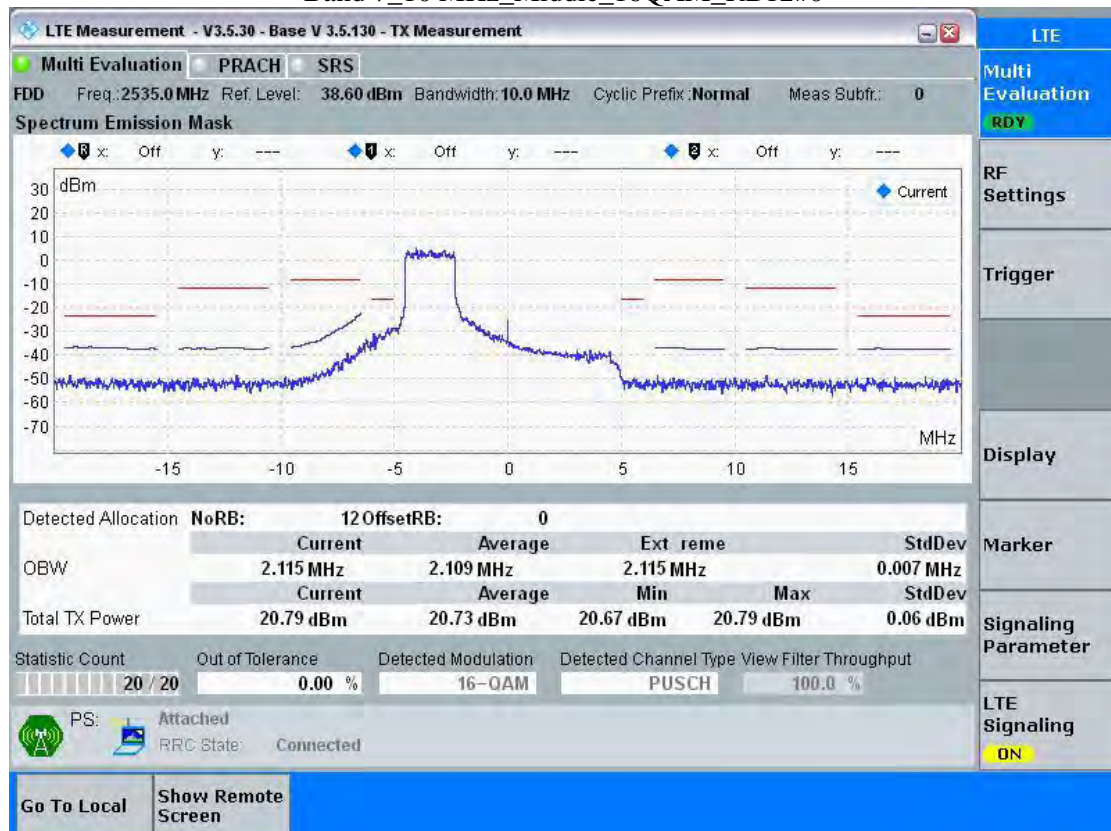 LTE Measurement - V3.5.30 - Base V 3.5.130 - TX Measurement
LTE
Multi Evaluation PRACH SRS
Multi Evaluation
RDY
FDD Freq.:2535.0 MHz Ref. Level: 38.60 dBm Bandwidth:10.0 MHz Cyclic Prefix :Normal Meas Subfr.: 0
Spectrum Emission Mask
R x: Off y: --- 1 x: Off y: --- 2 x: Off y: ---
dBm
Current
30
20
10
0
-10
-20
-30
-40
-50
-60
-70
MHz
-15 -10 -5 0 5 10 15
RF Settings
Trigger
Display
Marker
Signaling Parameter
LTE Signaling
ON
Detected Allocation NoRB: 12 OffsetRB: 0
Current Average Ext reme StdDev
OBW 2.115 MHz 2.109 MHz 2.115 MHz 0.007 MHz
Current Average Min Max StdDev
Total TX Power 20.79 dBm 20.73 dBm 20.67 dBm 20.79 dBm 0.06 dBm
Statistic Count Out of Tolerance Detected Modulation Detected Channel Type View Filter Throughput
20 / 20 0.00 % 16-QAM PUSCH 100.0 %
PS: Attached
RRC State: Connected
Go To Local
Show Remote Screen